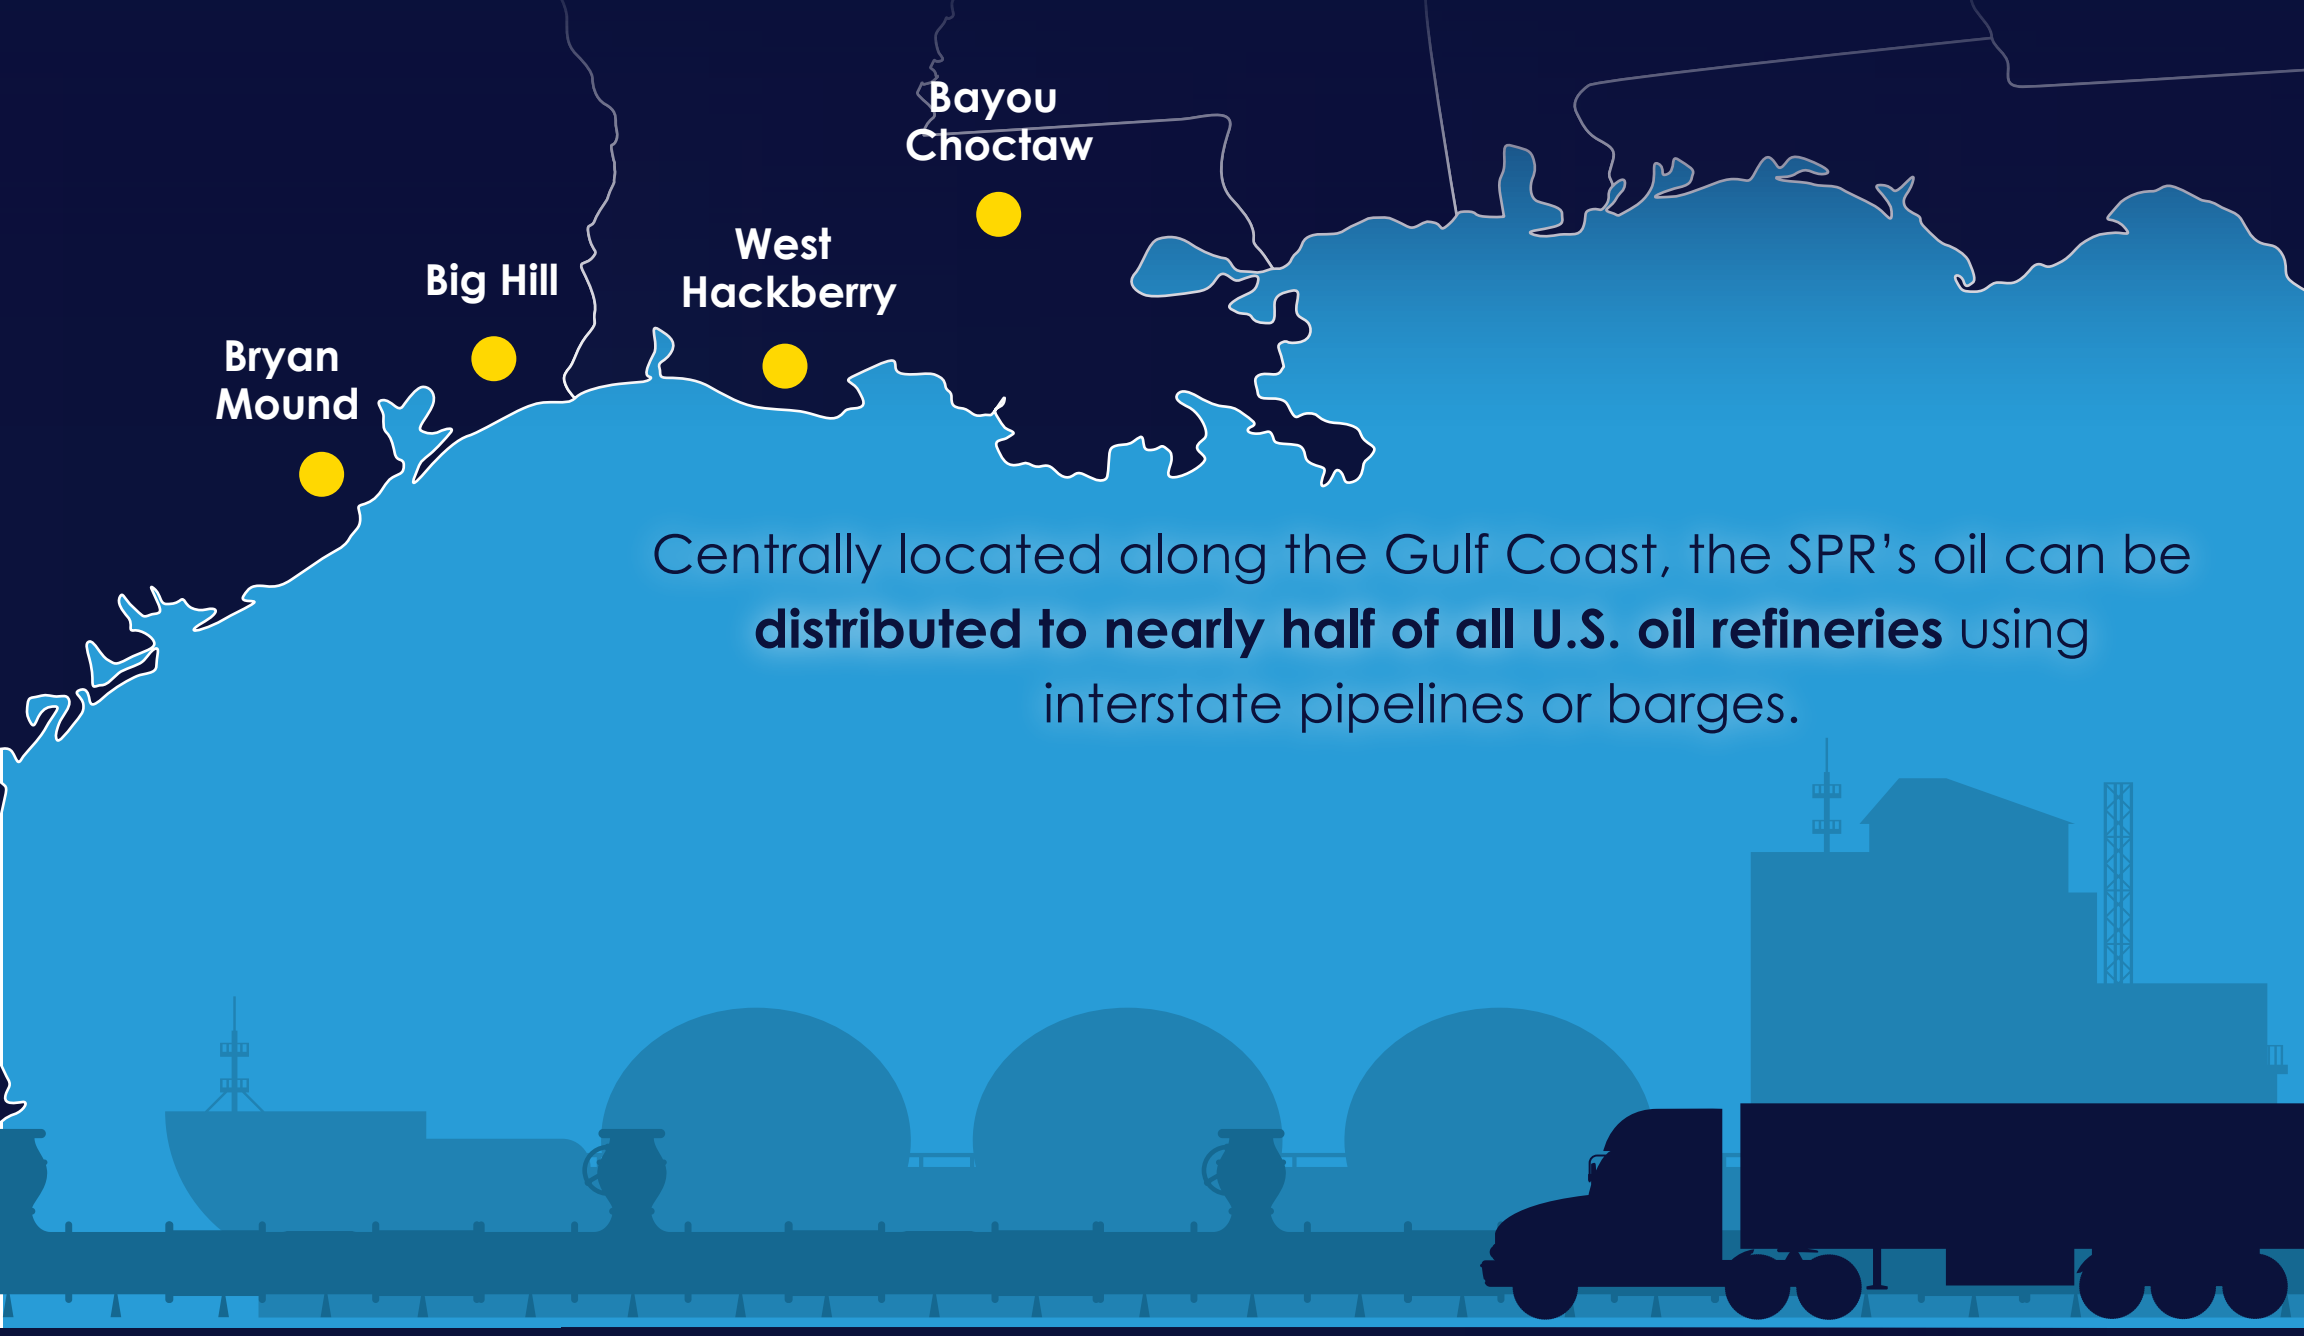 Bayou
Choctaw
West
Hackberry
Big Hill
Bryan
Mound
Centrally located along the Gulf Coast, the SPR's oil can be
distributed to nearly half of all U.S. oil refineries using
interstate pipelines or barges.